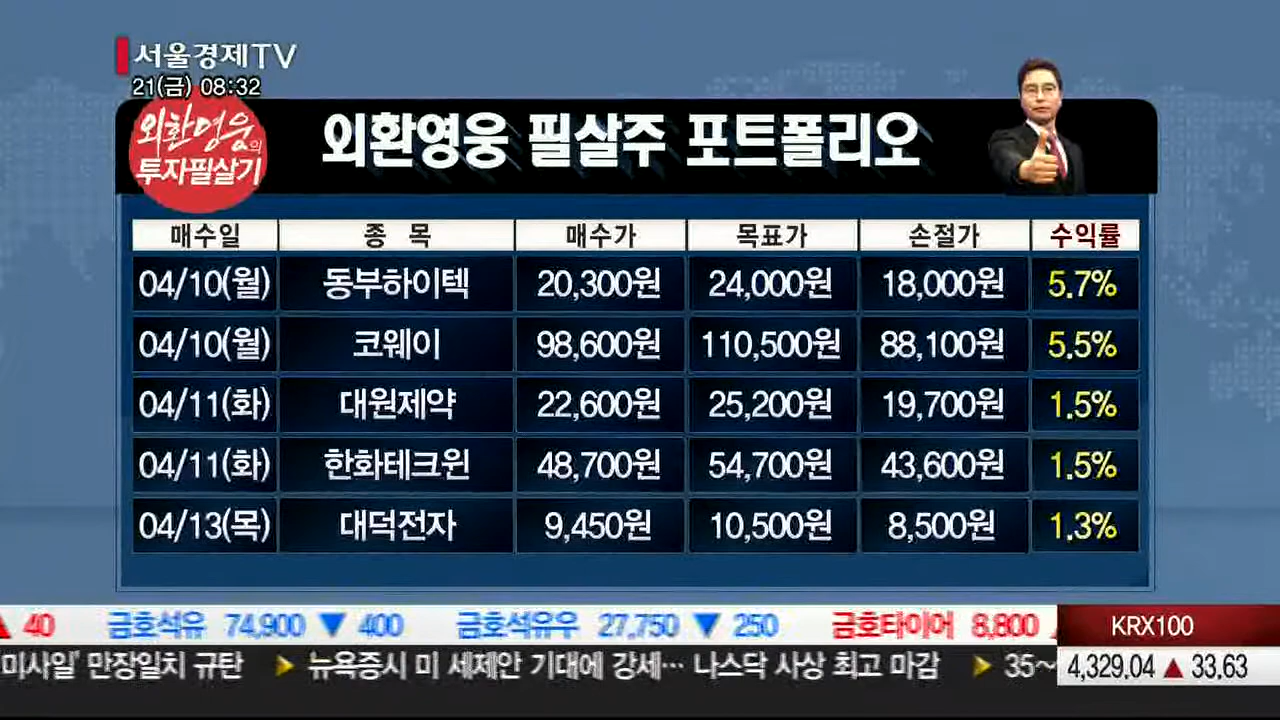 서울경제TV
21(금) 08:32
외환영웅의
투자필살기
외환영웅 필살주 포트폴리오
매수일 종 목 매수가 목표가 손절가 수익률
04/10(월) 동부하이텍 20,300원 24,000원 18,000원 5.7%
04/10(월) 코웨이 98,600원 110,500원 88,100원 5.5%
04/11(화) 대원제약 22,600원 25,200원 19,700원 1.5%
04/11(화) 한화테크윈 48,700원 54,700원 43,600원 1.5%
04/13(목) 대덕전자 9,450원 10,500원 8,500원 1.3%
▲ 40 금호석유 74,900 ▼ 400 금호석유우 27,750 ▼ 250 금호타이어 8,800 KRX100
미사일' 만장일치 규탄 ▶ 뉴욕증시 미 세제안 기대에 강세… 나스닥 사상 최고 마감 ▶ 35~ 4,329.04 ▲ 33.63